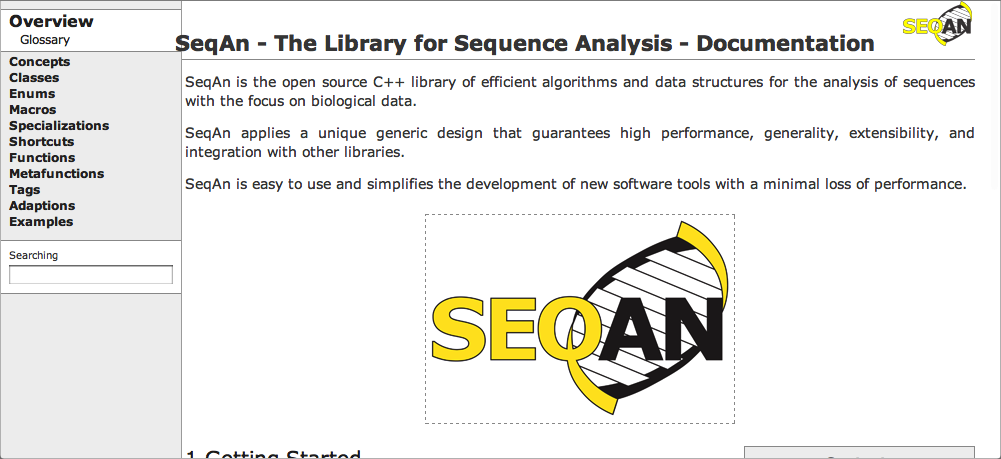 Overview
Glossary
Concepts
Classes
Enums
Macros
Specializations
Shortcuts
Functions
Metafunctions
Tags
Adaptions
Examples
Searching
SEQAN
SeqAn - The Library for Sequence Analysis - Documentation
SeqAn is the open source C++ library of efficient algorithms and data structures for the analysis of sequences
with the focus on biological data.
SeqAn applies a unique generic design that guarantees high performance, generality, extensibility, and
integration with other libraries.
SeqAn is easy to use and simplifies the development of new software tools with a minimal loss of performance.
SEQAN
1 Getting Started